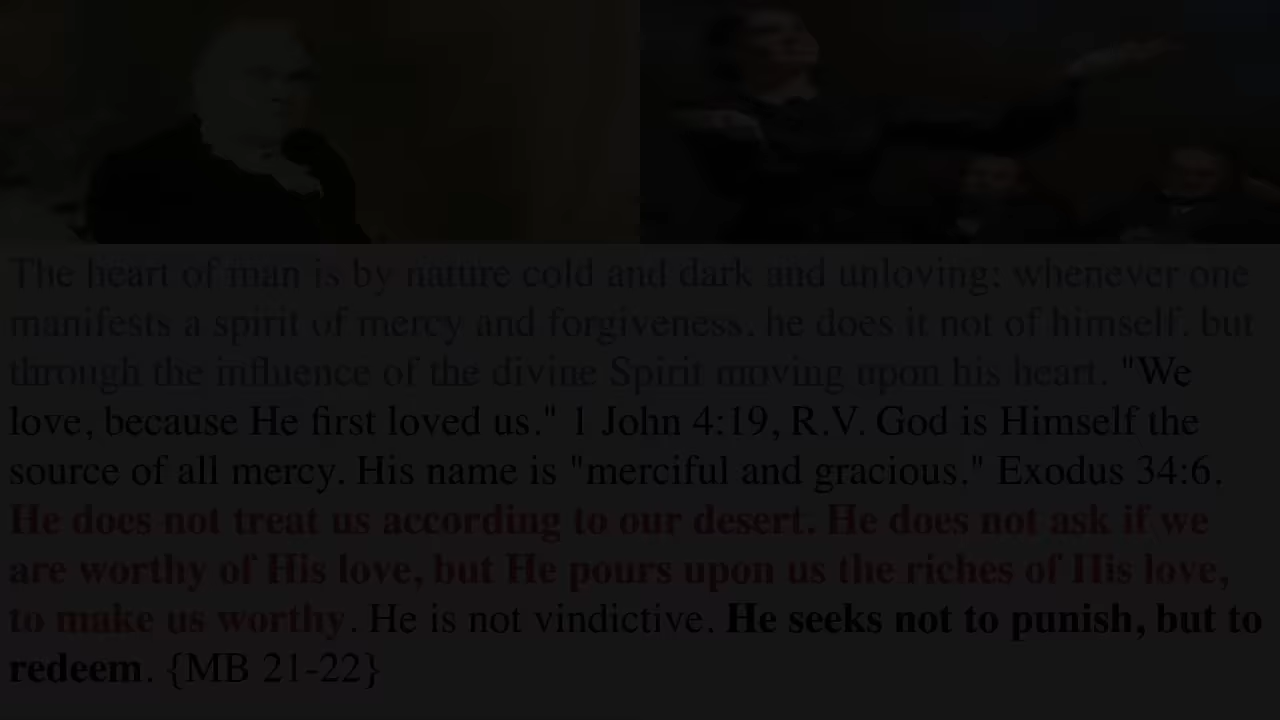 The heart of man is by nature cold and dark and unloving; whenever one
manifests a spirit of mercy and forgiveness, he does it not of himself, but
through the influence of the divine Spirit moving upon his heart. "We
love, because He first loved us." 1 John 4:19, R.V. God is Himself the
source of all mercy. His name is "merciful and gracious." Exodus 34:6.
He does not treat us according to our desert. He does not ask if we
are worthy of His love, but He pours upon us the riches of His love,
to make us worthy. He is not vindictive. He seeks not to punish, but to
redeem. {MB 21-22}